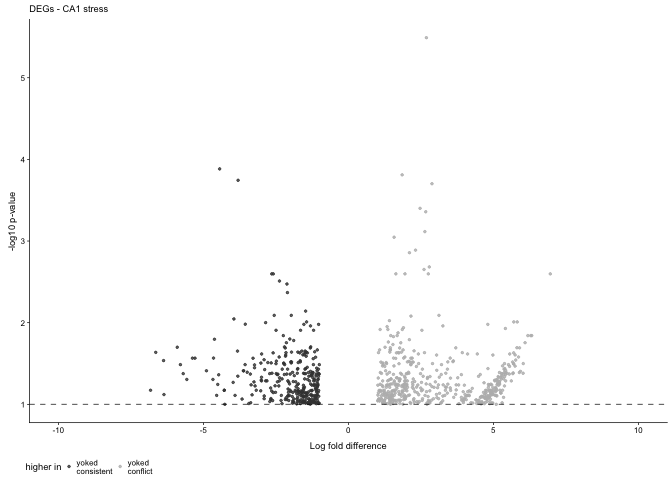 DEGs - CA1 stress
-log10 p-value
5
4
3
2
1
-10
-5
0
5
10
Log fold difference
higher in
yoked
consistent
yoked
conflict